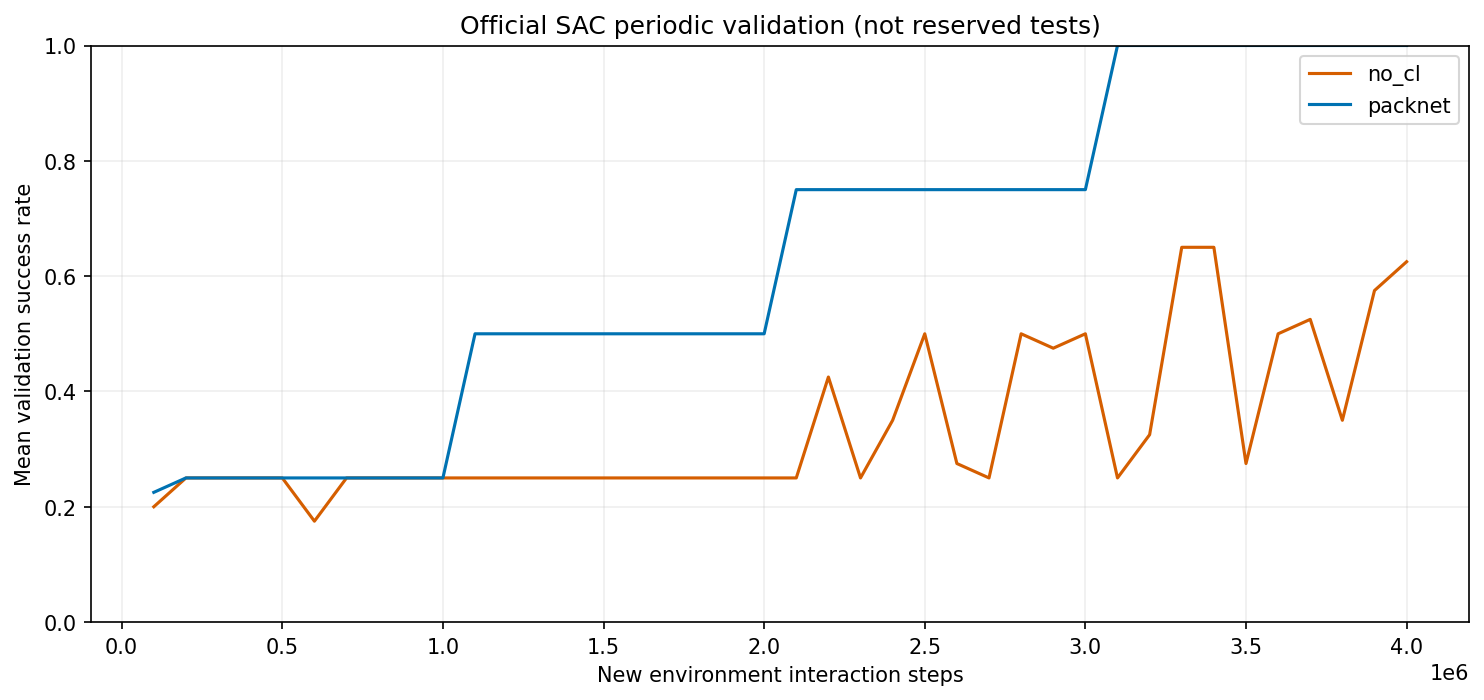 Official SAC periodic validation (not reserved tests)
1.0
0.8
0.6
0.4
0.2
0.0
Mean validation success rate
no_cl
packnet
0.0 0.5 1.0 1.5 2.0 2.5 3.0 3.5 4.0
1e6
New environment interaction steps